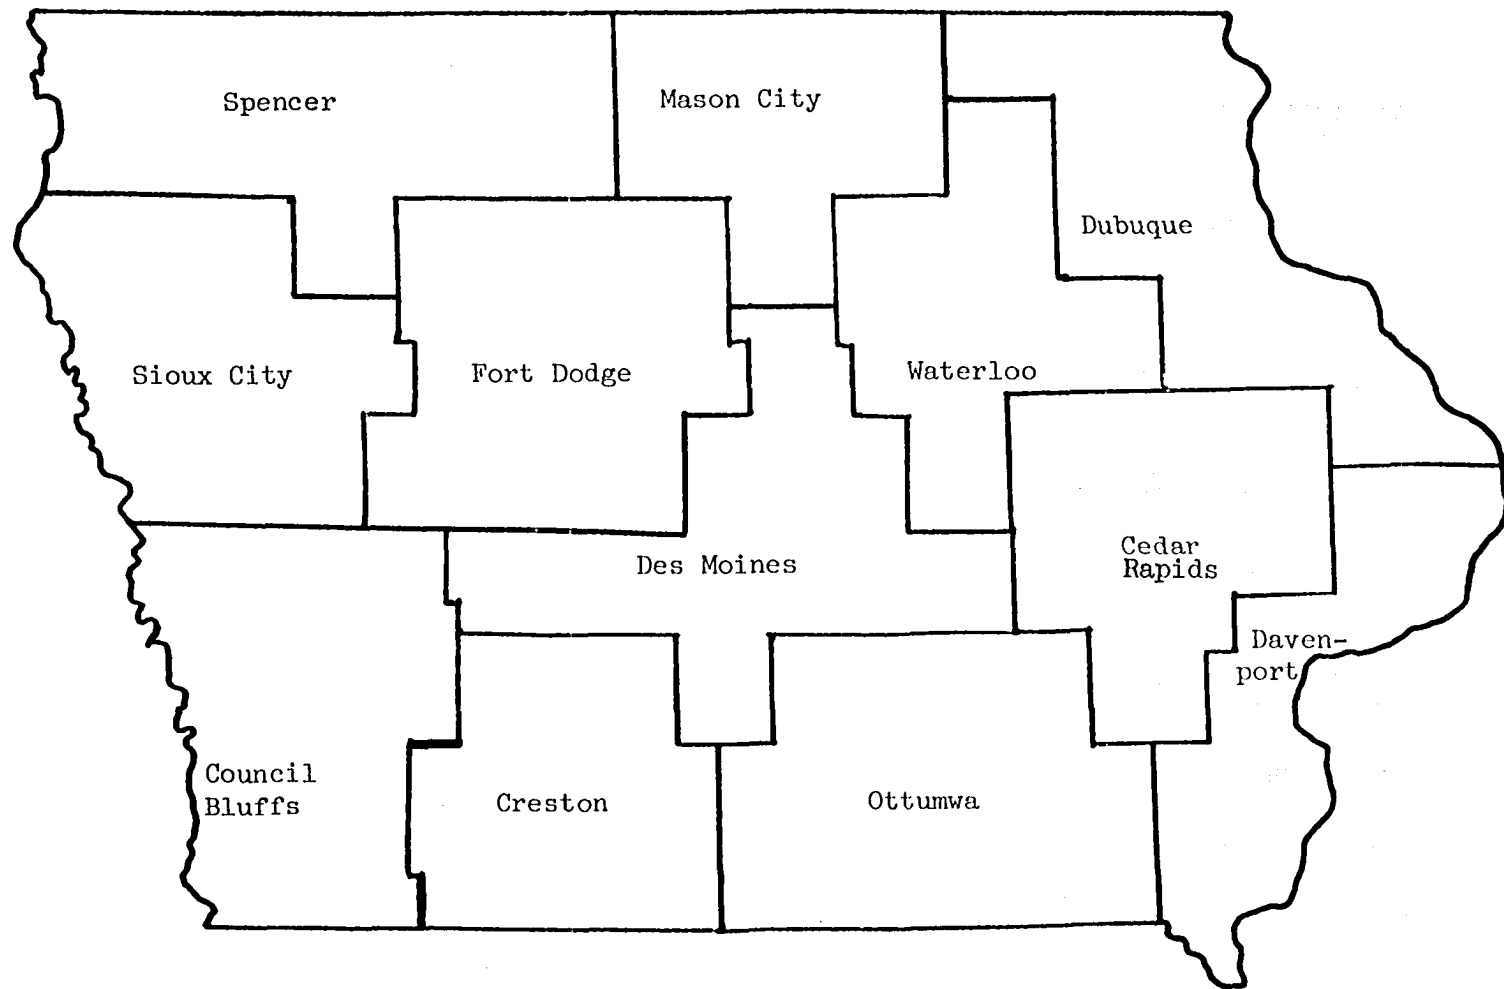 Spencer
Mason City
Dubuque
Sioux City
Fort Dodge
Waterloo
Des Moines
Cedar
Rapids
Daven-
port
Council
Bluffs
Creston
Ottumwa